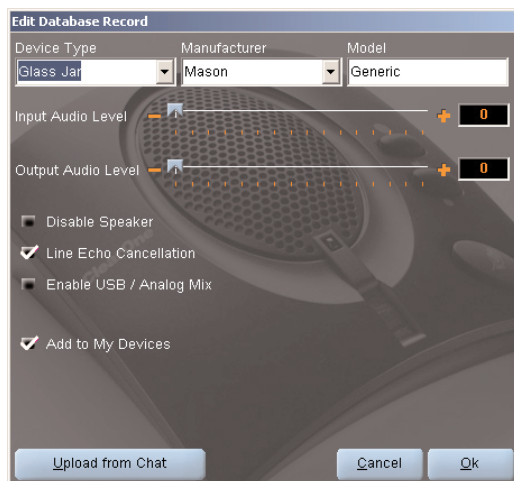 Edit Database Record
Device Type Manufacturer Model
Glass Jar Mason Generic
Input Audio Level 0
Output Audio Level 0
Disable Speaker
Line Echo Cancellation
Enable USB / Analog Mix
Add to My Devices
Upload from Chat Cancel Ok